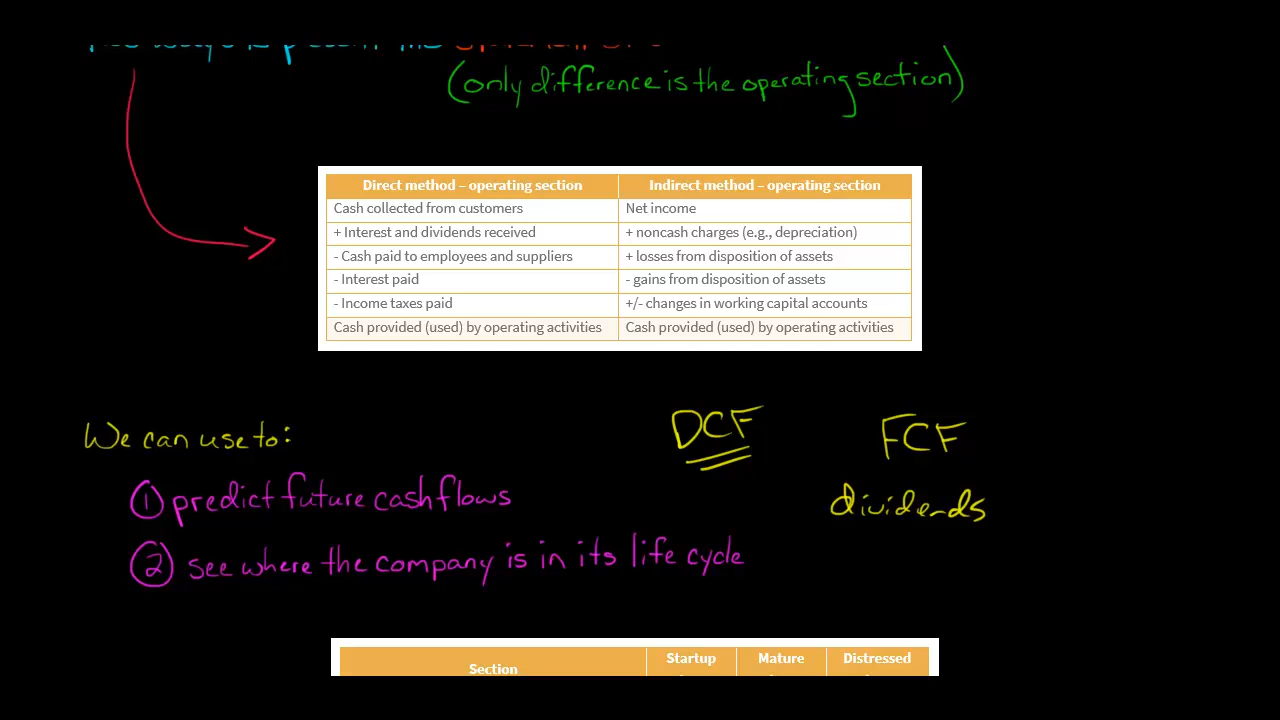 (only difference is the operating section)
Direct method – operating section Indirect method – operating section
Cash collected from customers Net income
+ Interest and dividends received + noncash charges (e.g., depreciation)
- Cash paid to employees and suppliers + losses from disposition of assets
- Interest paid - gains from disposition of assets
- Income taxes paid +/- changes in working capital accounts
Cash provided (used) by operating activities Cash provided (used) by operating activities
We can use to: DCF FCF
① predict future cash flows dividends
② see where the company is in its life cycle
Section Startup Mature Distressed